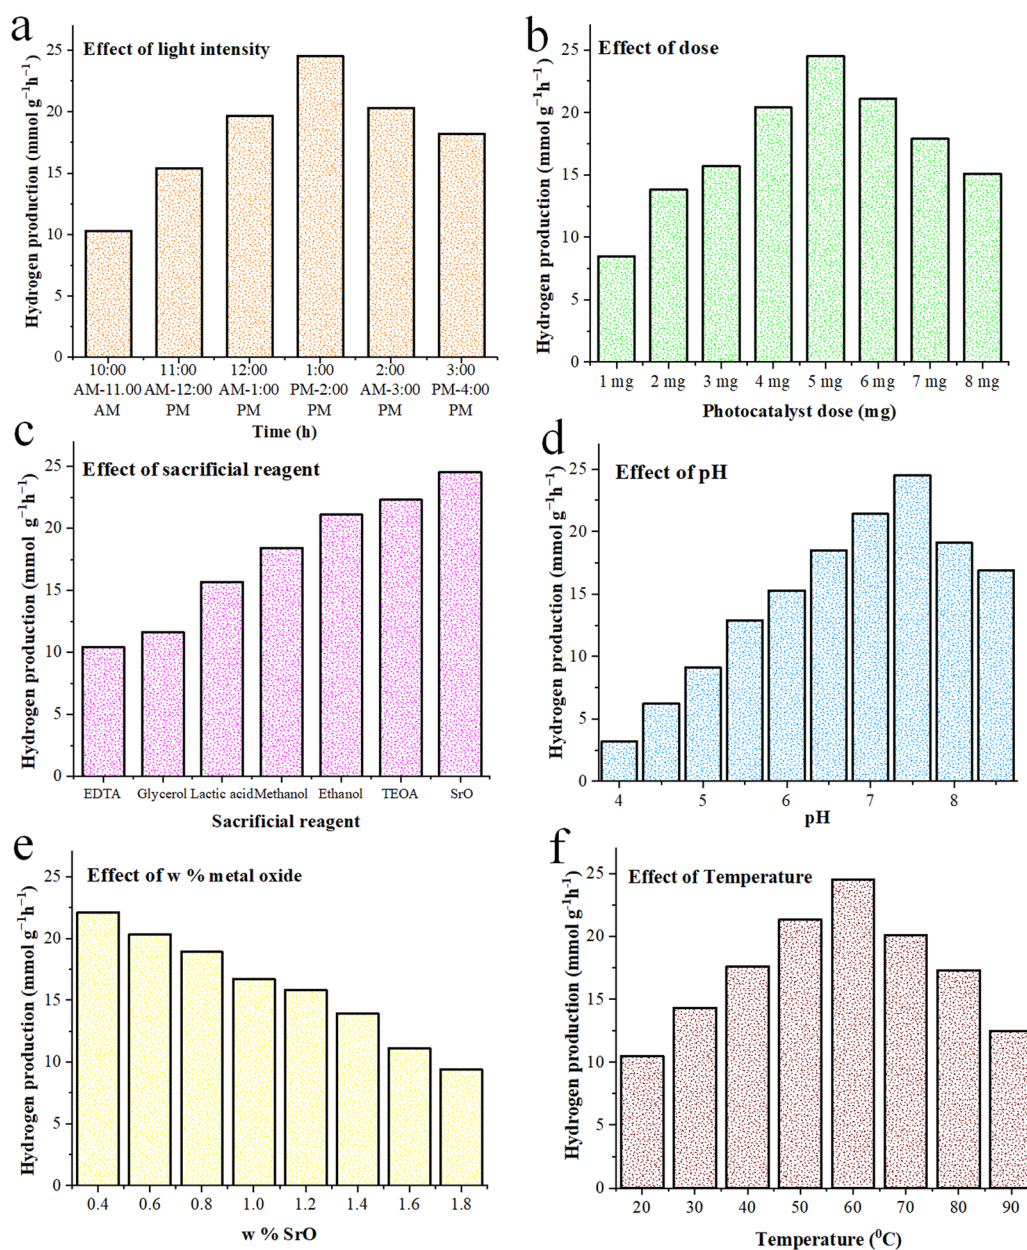 a
Effect of light intensity
Hydrogen production (mmol g⁻¹h⁻¹)
25
20
15
10
5
0
10:00 11:00 12:00 1:00 2:00 3:00
AM-11.00 AM-12:00 AM-1:00 PM-2:00 AM-3:00 PM-4:00
AM PM PM PM PM PM
Time (h)
b
Effect of dose
Hydrogen production (mmol g⁻¹h⁻¹)
25
20
15
10
5
0
1 mg 2 mg 3 mg 4 mg 5 mg 6 mg 7 mg 8 mg
Photocatalyst dose (mg)
c
Effect of sacrificial reagent
Hydrogen production (mmol g⁻¹h⁻¹)
25
20
15
10
5
0
EDTA Glycerol Lactic acid Methanol Ethanol TEOA SrO
Sacrificial reagent
d
Effect of pH
Hydrogen production (mmol g⁻¹h⁻¹)
25
20
15
10
5
0
4 5 6 7 8
pH
e
Effect of w % metal oxide
Hydrogen production (mmol g⁻¹h⁻¹)
25
20
15
10
5
0
0.4 0.6 0.8 1.0 1.2 1.4 1.6 1.8
w % SrO
f
Effect of Temperature
Hydrogen production (mmol g⁻¹h⁻¹)
25
20
15
10
5
0
20 30 40 50 60 70 80 90
Temperature (⁰C)